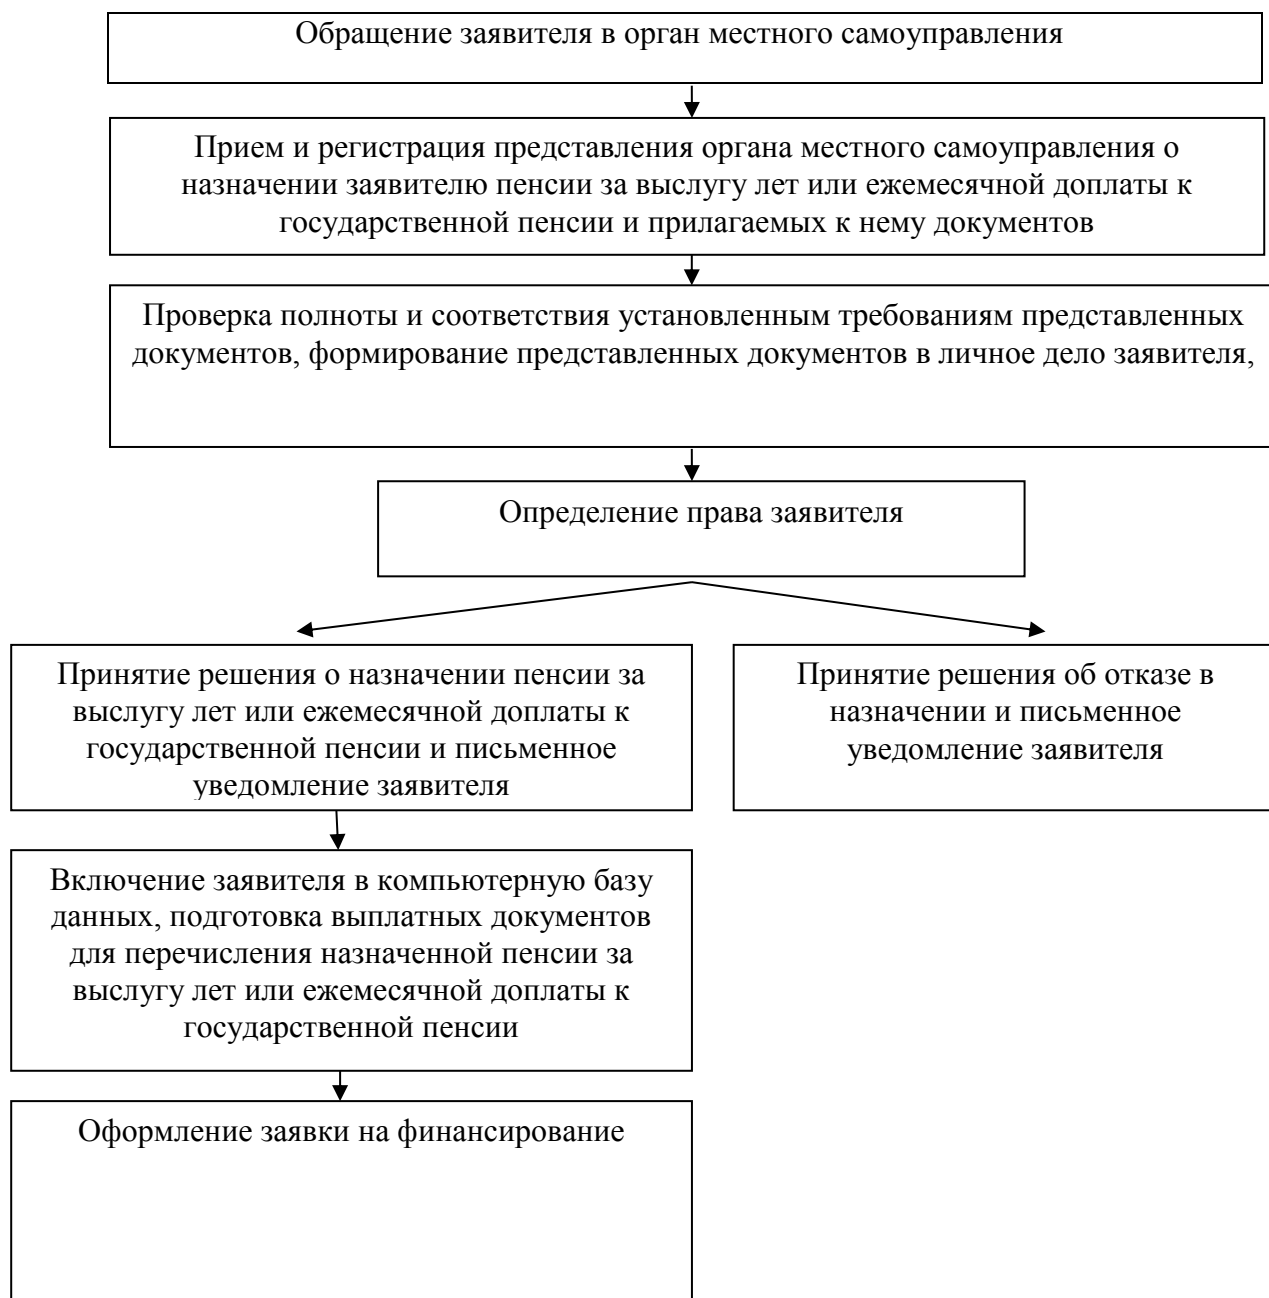 Обращение заявителя в орган местного самоуправления
Прием и регистрация представления органа местного самоуправления о
назначении заявителю пенсии за выслугу лет или ежемесячной доплаты к
государственной пенсии и прилагаемых к нему документов
Проверка полноты и соответствия установленным требованиям представленных
документов, формирование представленных документов в личное дело заявителя,
Определение права заявителя
Принятие решения о назначении пенсии за
выслугу лет или ежемесячной доплаты к
государственной пенсии и письменное
уведомление заявителя
Принятие решения об отказе в
назначении и письменное
уведомление заявителя
Включение заявителя в компьютерную базу
данных, подготовка выплатных документов
для перечисления назначенной пенсии за
выслугу лет или ежемесячной доплаты к
государственной пенсии
Оформление заявки на финансирование